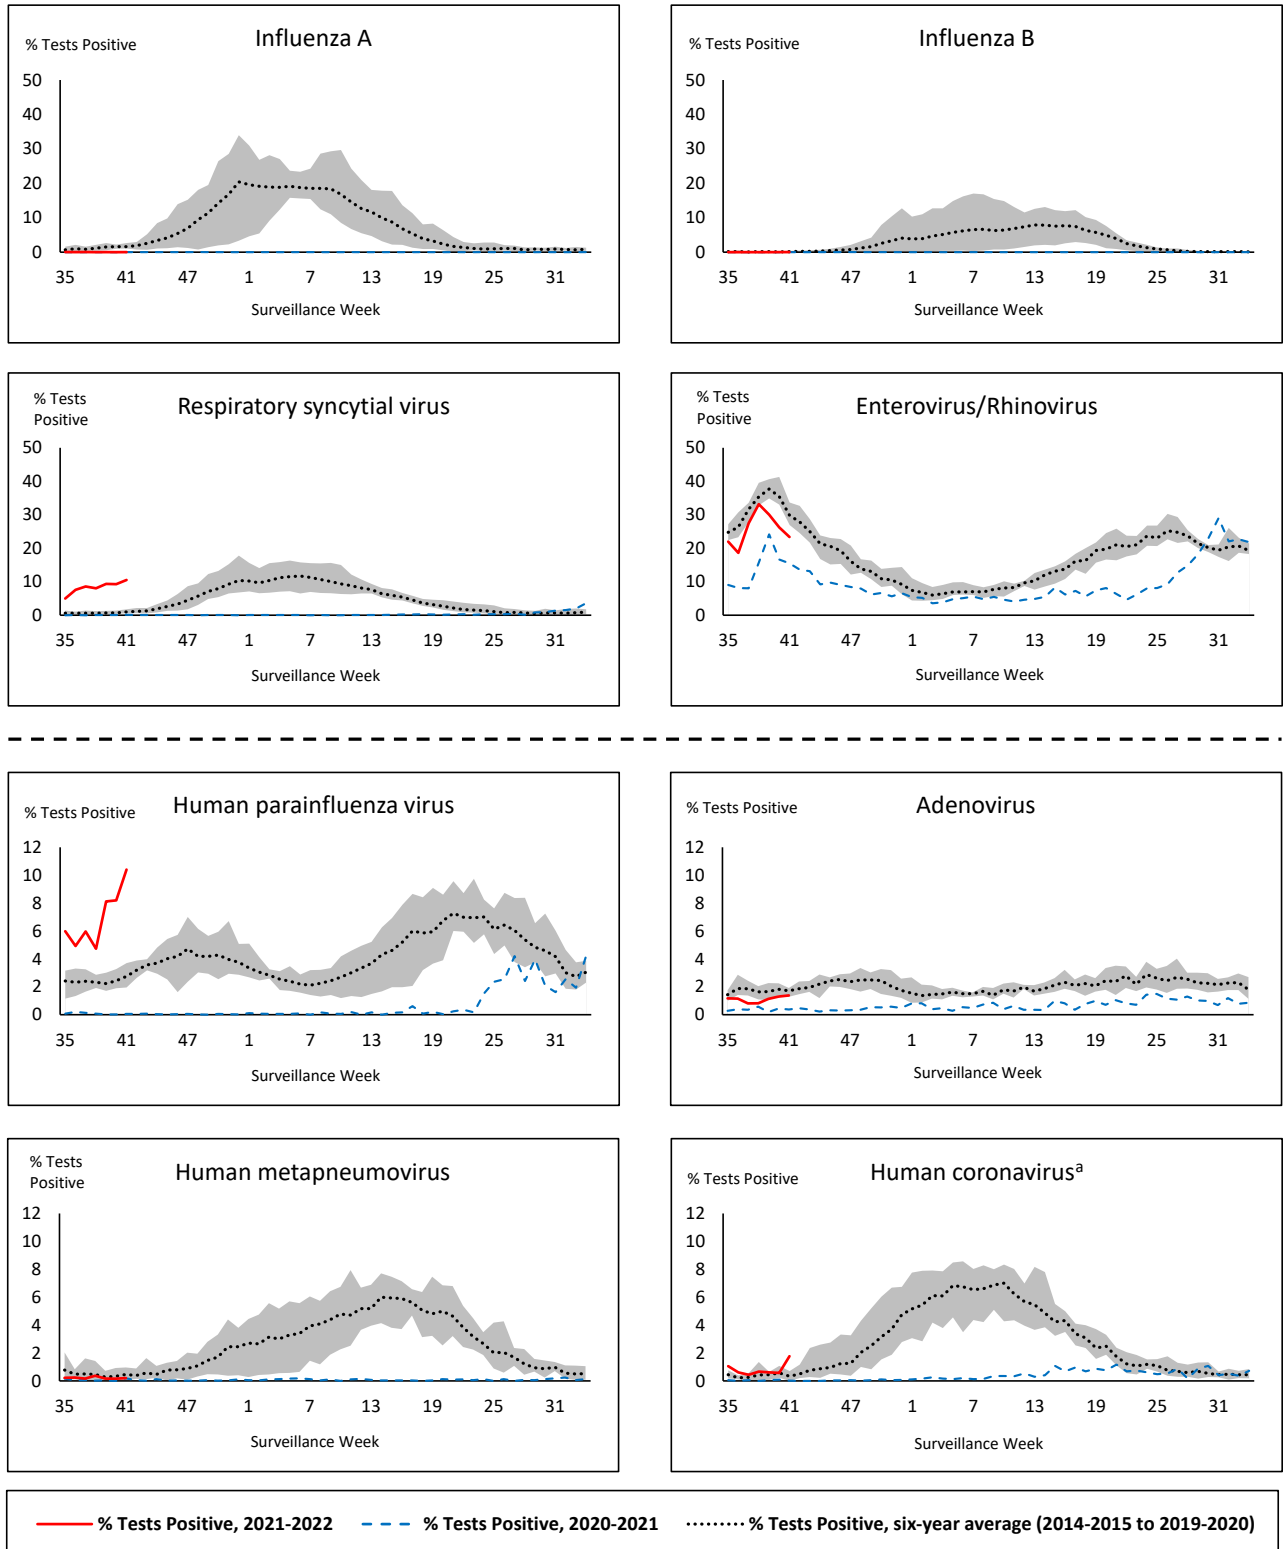 Influenza A
% Tests Positive
50
40
30
20
10
0
35 41 47 1 7 13 19 25 31
Surveillance Week
Influenza B
% Tests Positive
50
40
30
20
10
0
35 41 47 1 7 13 19 25 31
Surveillance Week
Respiratory syncytial virus
% Tests
Positive
50
40
30
20
10
0
35 41 47 1 7 13 19 25 31
Surveillance Week
Enterovirus/Rhinovirus
% Tests
Positive
50
40
30
20
10
0
35 41 47 1 7 13 19 25 31
Surveillance Week
Human parainfluenza virus
% Tests Positive
12
10
8
6
4
2
0
35 41 47 1 7 13 19 25 31
Surveillance Week
Adenovirus
% Tests Positive
12
10
8
6
4
2
0
35 41 47 1 7 13 19 25 31
Surveillance Week
Human metapneumovirus
% Tests
Positive
12
10
8
6
4
2
0
35 41 47 1 7 13 19 25 31
Surveillance Week
Human coronavirusᵃ
% Tests Positive
12
10
8
6
4
2
0
35 41 47 1 7 13 19 25 31
Surveillance Week
% Tests Positive, 2021-2022 % Tests Positive, 2020-2021 % Tests Positive, six-year average (2014-2015 to 2019-2020)